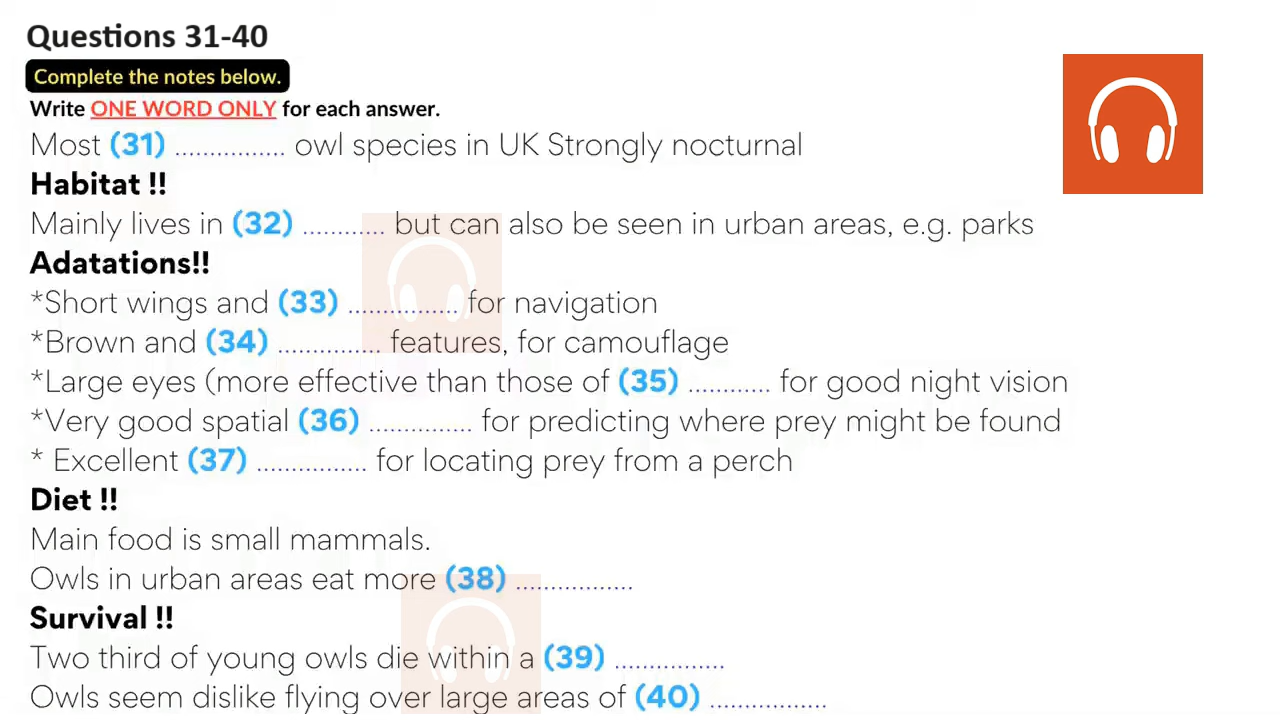 Questions 31-40
Complete the notes below.
Write ONE WORD ONLY for each answer.
Most (31) ................ owl species in UK Strongly nocturnal
Habitat !!
Mainly lives in (32) ............ but can also be seen in urban areas, e.g. parks
Adatations!!
*Short wings and (33) ................ for navigation
*Brown and (34) ............... features, for camouflage
*Large eyes (more effective than those of (35) ............ for good night vision
*Very good spatial (36) ............... for predicting where prey might be found
* Excellent (37) ................ for locating prey from a perch
Diet !!
Main food is small mammals.
Owls in urban areas eat more (38) .................
Survival !!
Two third of young owls die within a (39) ................
Owls seem dislike flying over large areas of (40) .................